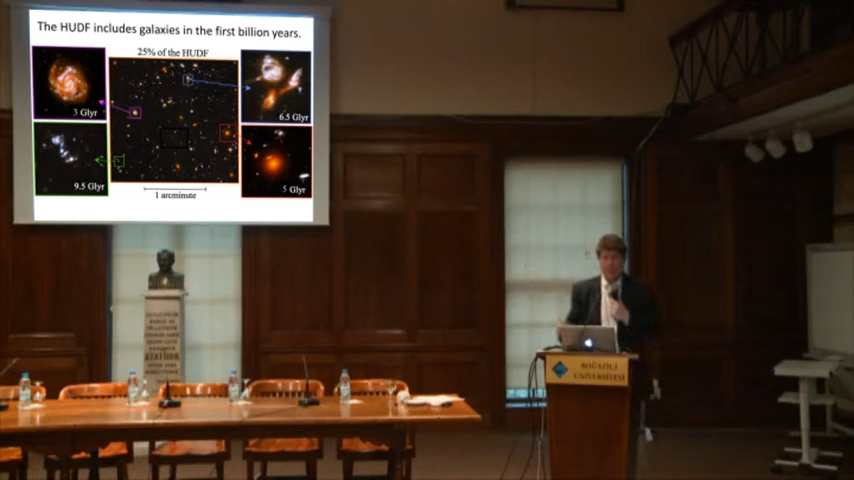 The HUDF includes galaxies in the first billion years.
25% of the HUDF
3 Glyr
6.5 Glyr
9.5 Glyr
5 Glyr
1 arcminute
ATATÜRK
BOĞAZİÇİ
ÜNİVERSİTESİ